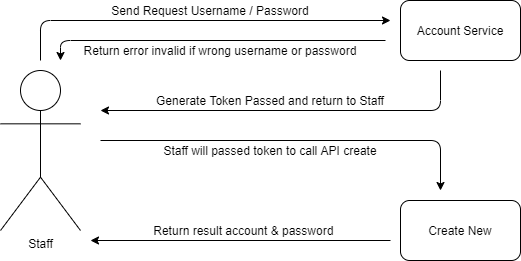 Send Request Username / Password
Account Service
Return error invalid if wrong username or password
Generate Token Passed and return to Staff
Staff will passed token to call API create
Return result account & password
Create New
Staff